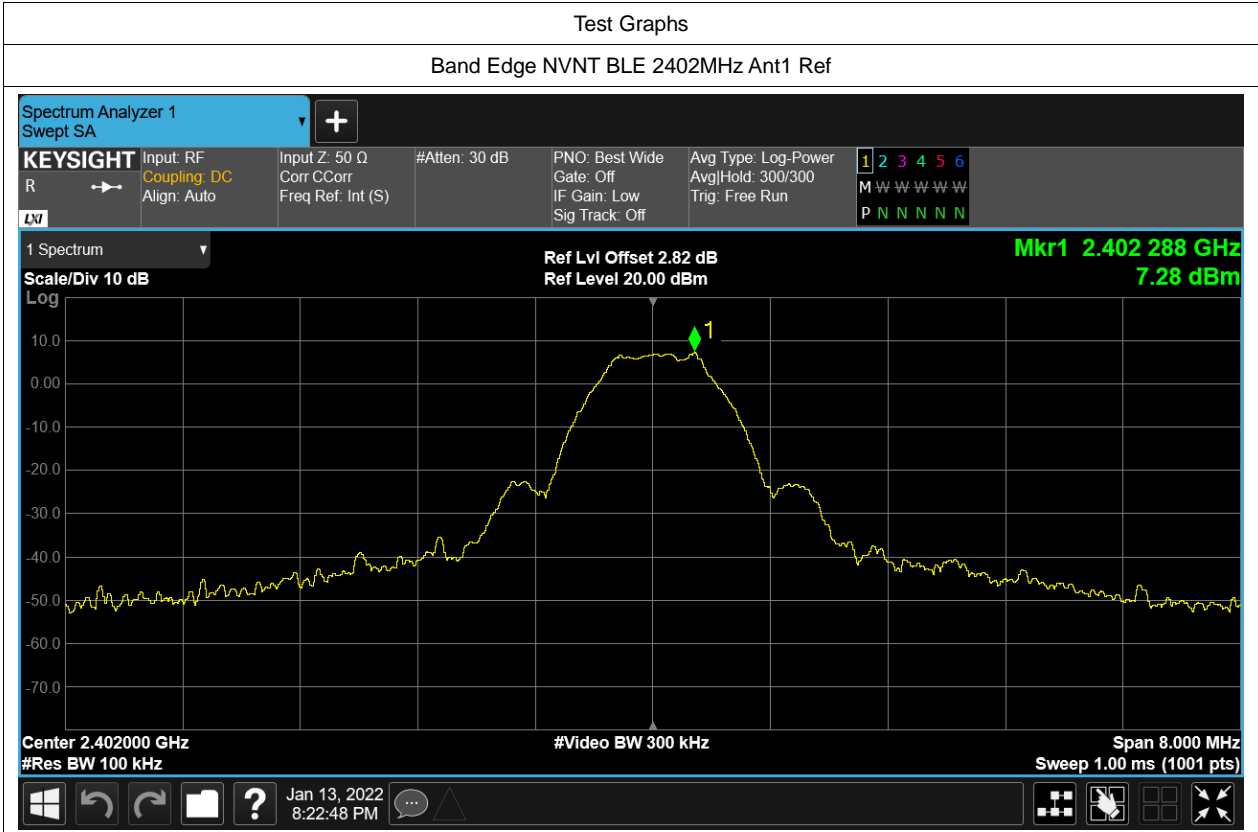 Test Graphs
Band Edge NVNT BLE 2402MHz Ant1 Ref
Spectrum Analyzer 1
Swept SA
KEYSIGHT
R
LXI
Input: RF
Coupling: DC
Align: Auto
Input Z: 50 Ω
Corr CCorr
Freq Ref: Int (S)
#Atten: 30 dB
PNO: Best Wide
Gate: Off
IF Gain: Low
Sig Track: Off
Avg Type: Log-Power
Avg|Hold: 300/300
Trig: Free Run
1 2 3 4 5 6
M W W W W W
P N N N N N
1 Spectrum
Scale/Div 10 dB
Log
Ref Lvl Offset 2.82 dB
Ref Level 20.00 dBm
Mkr1 2.402 288 GHz
7.28 dBm
1
10.0
0.00
-10.0
-20.0
-30.0
-40.0
-50.0
-60.0
-70.0
Center 2.402000 GHz
#Res BW 100 kHz
#Video BW 300 kHz
Span 8.000 MHz
Sweep 1.00 ms (1001 pts)
?
Jan 13, 2022
8:22:48 PM